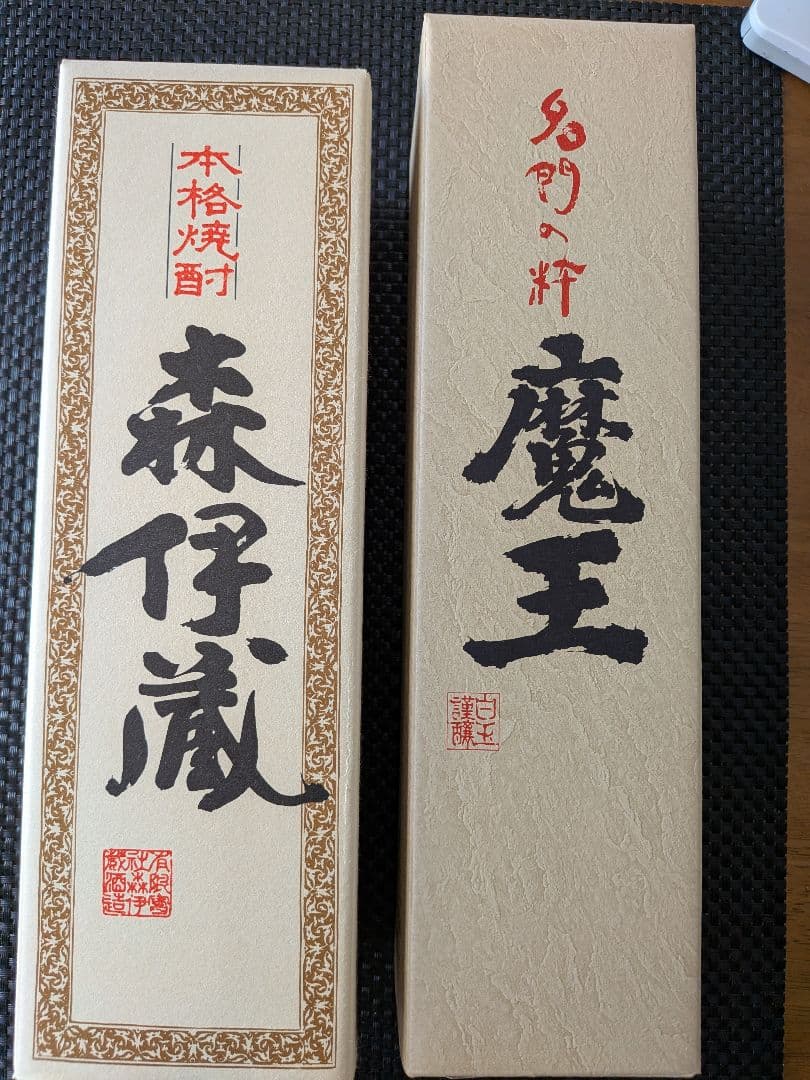 本格焼酎
森伊蔵
有限會
社森伊
蔵酒造
名門の粋
魔王
白玉
謹醸